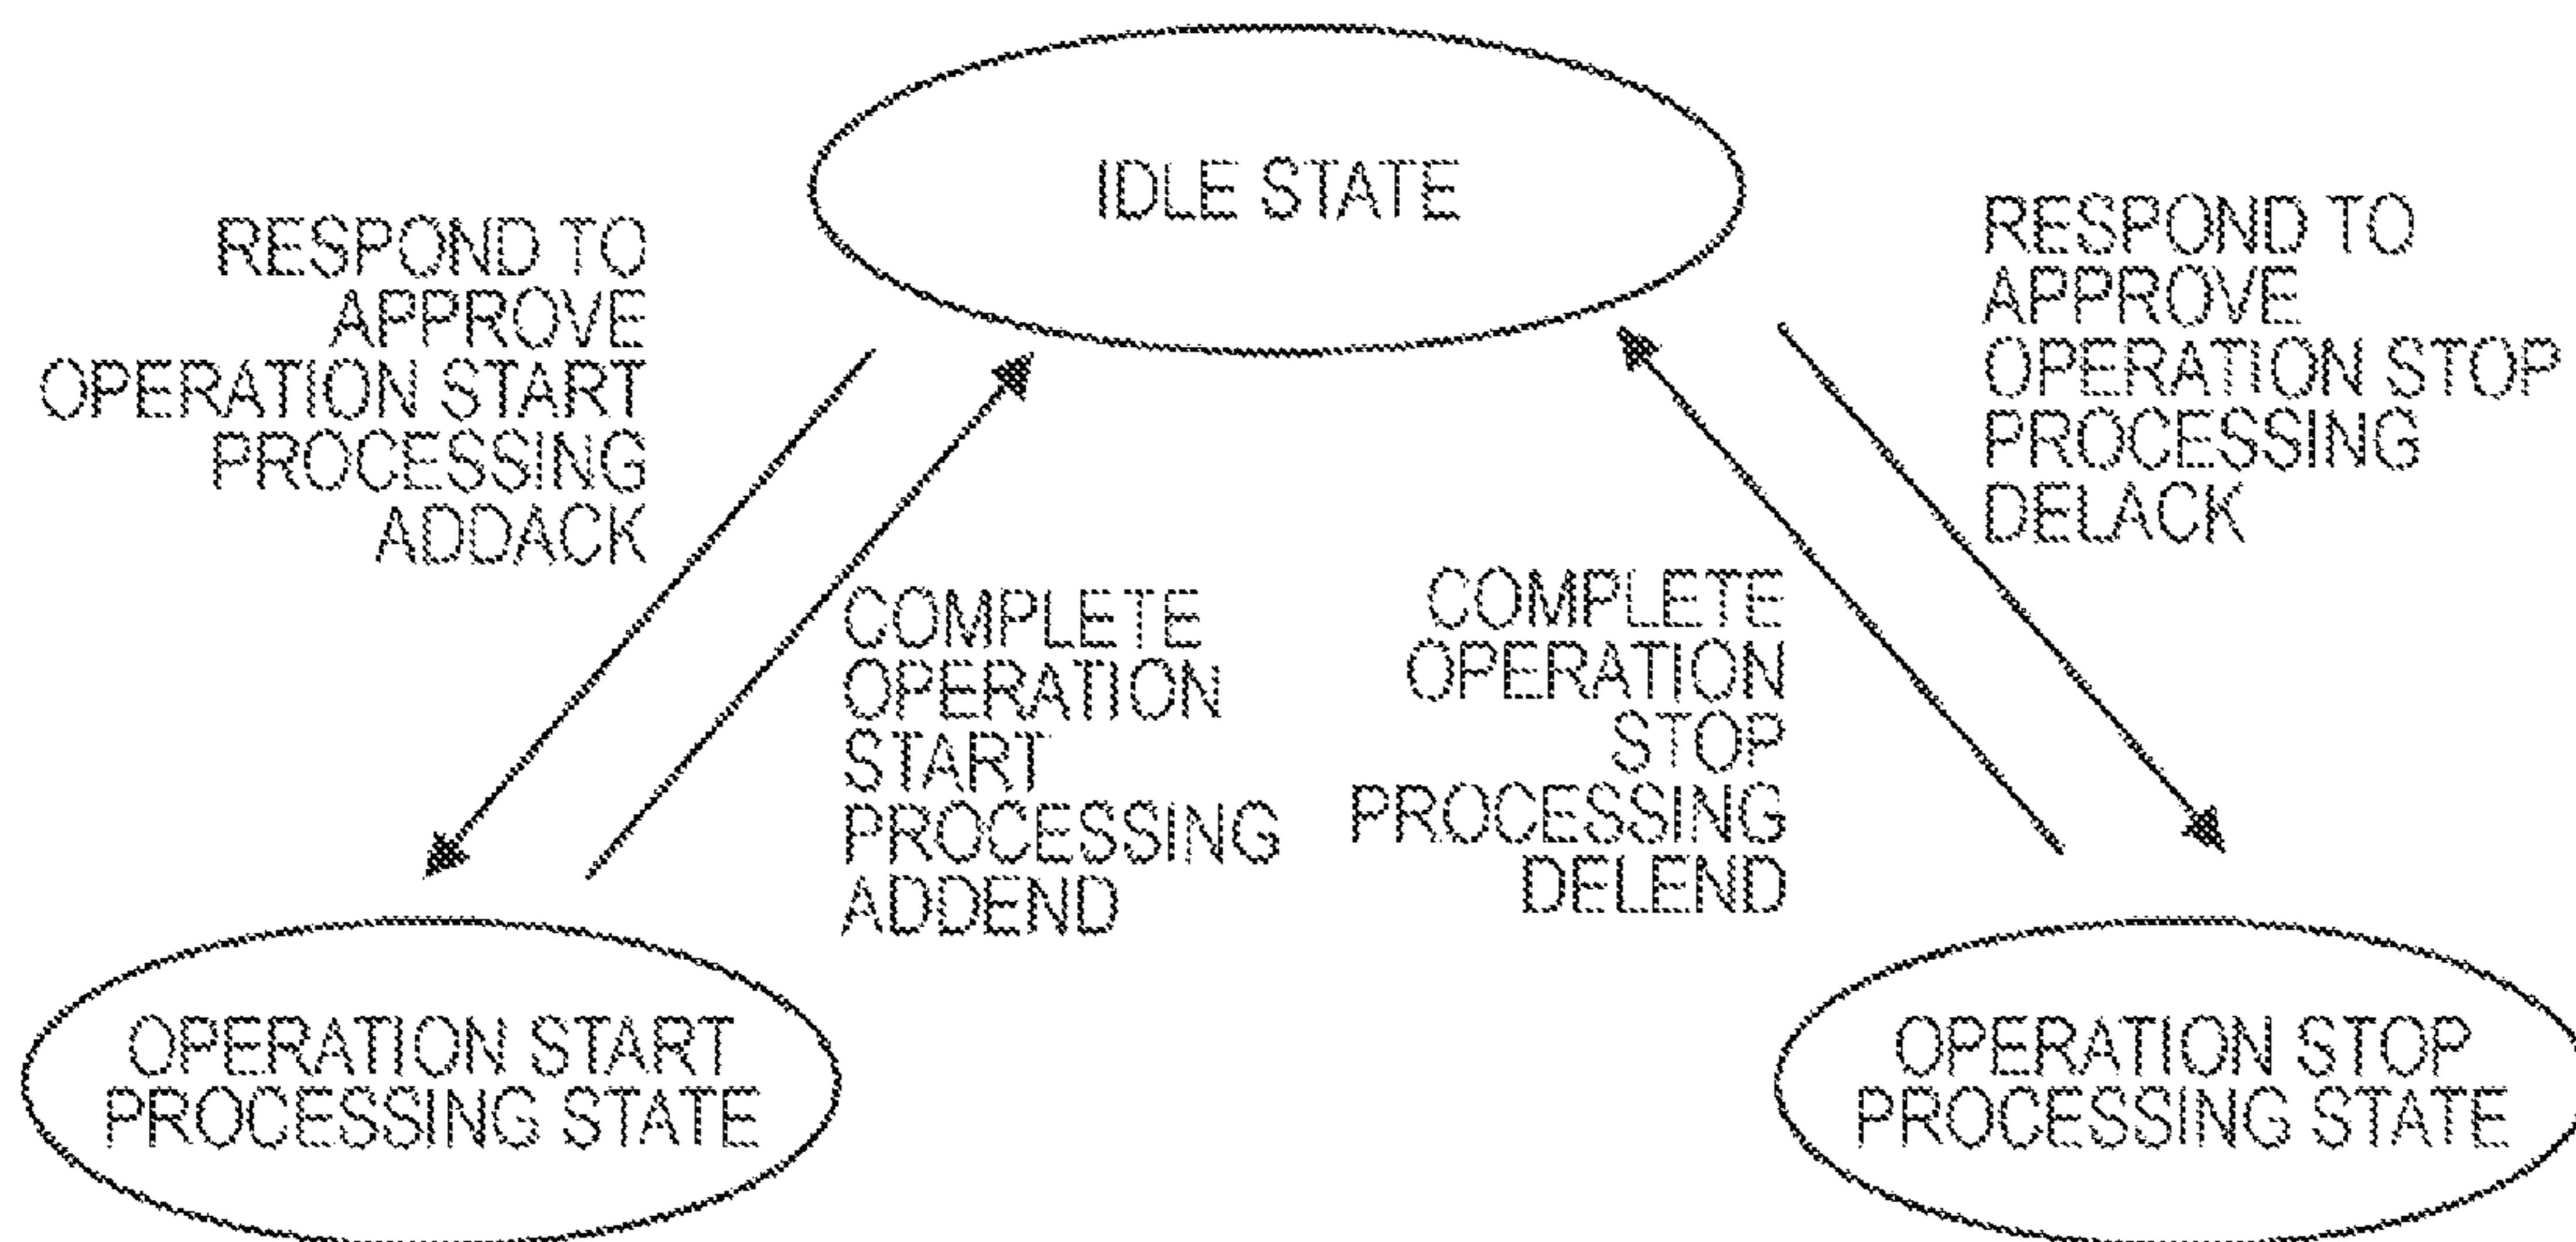 IDLE STATE
RESPOND TO
APPROVE
OPERATION START
PROCESSING
ADDACK
RESPOND TO
APPROVE
OPERATION STOP
PROCESSING
DELACK
COMPLETE
OPERATION
START
PROCESSING
ADDEND
COMPLETE
OPERATION
STOP
PROCESSING
DELEND
OPERATION START
PROCESSING STATE
OPERATION STOP
PROCESSING STATE